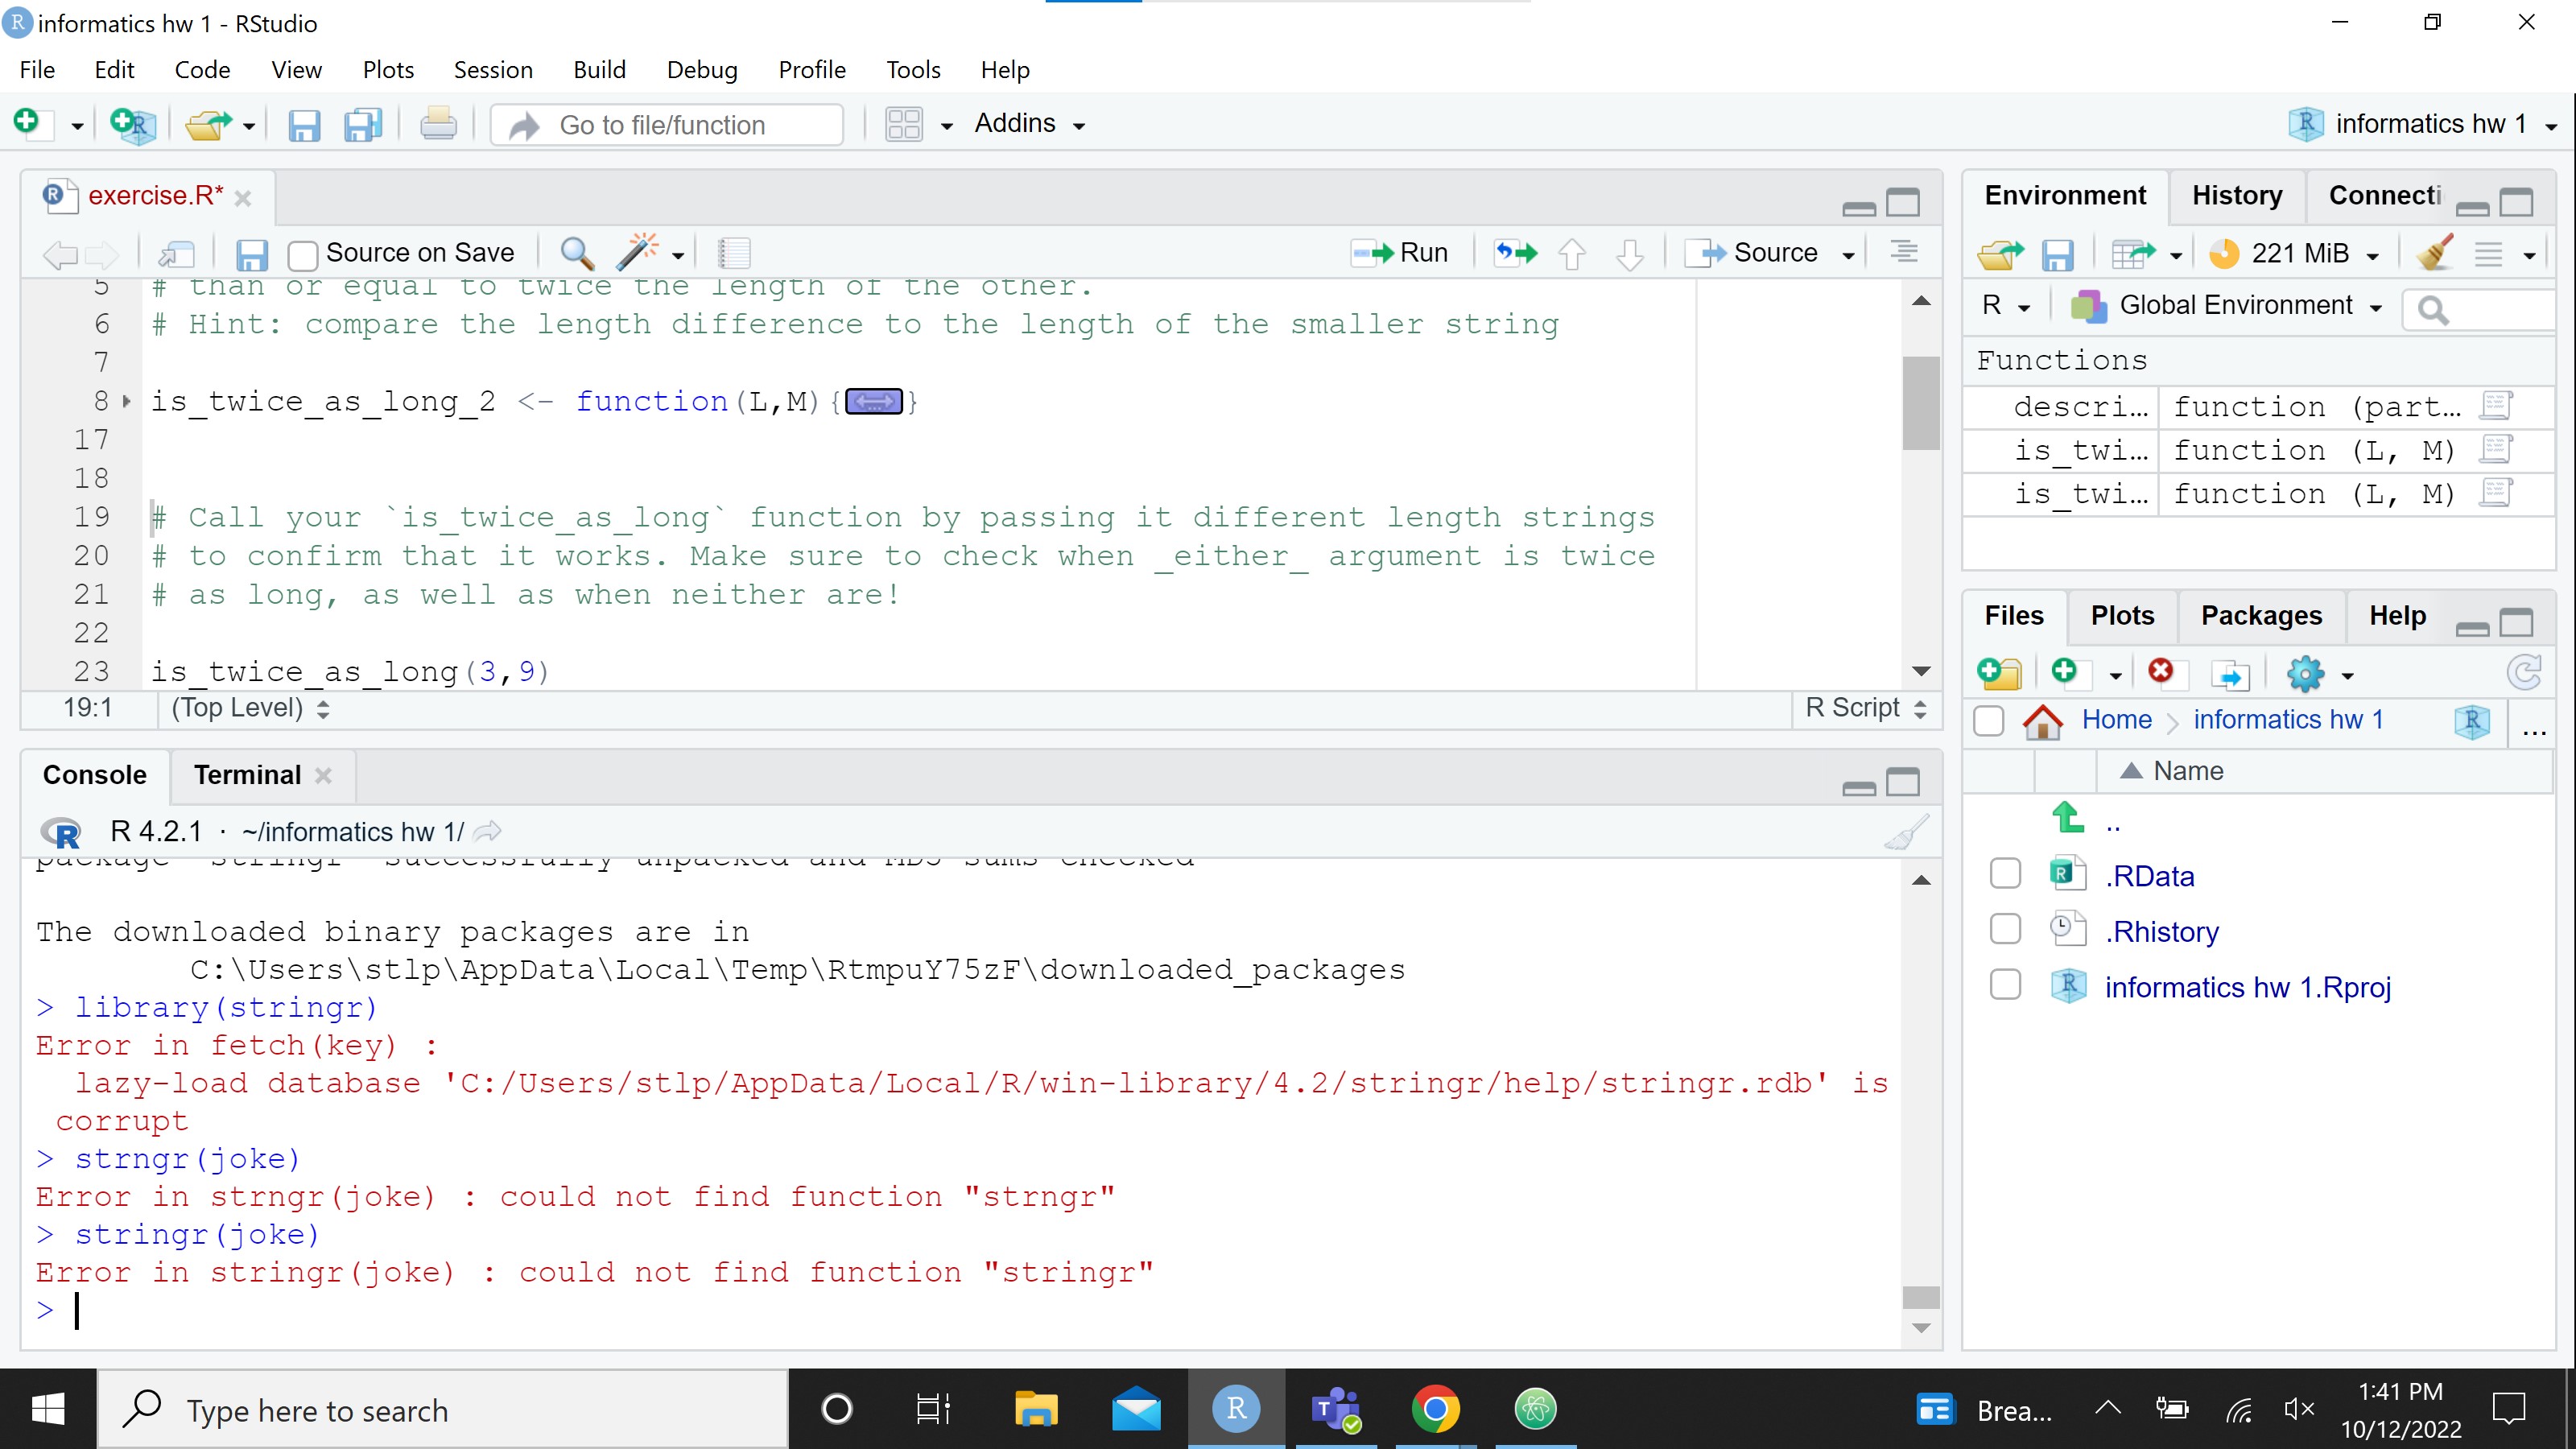 informatics hw 1 - RStudio
File Edit Code View Plots Session Build Debug Profile Tools Help
Go to file/function Addins informatics hw 1
exercise.R*
Source on Save Run Source
5 # than or equal to twice the length of the other.
6 # Hint: compare the length difference to the length of the smaller string
7
8 is_twice_as_long_2 <- function(L,M){}
17
18
19 # Call your `is_twice_as_long` function by passing it different length strings
20 # to confirm that it works. Make sure to check when _either_ argument is twice
21 # as long, as well as when neither are!
22
23 is_twice_as_long(3,9)
19:1 (Top Level) R Script
Console Terminal
R 4.2.1 · ~/informatics hw 1/
package 'stringr' successfully unpacked and MD5 sums checked
The downloaded binary packages are in
C:\Users\stlp\AppData\Local\Temp\RtmpuY75zF\downloaded_packages
> library(stringr)
Error in fetch(key) :
lazy-load database 'C:/Users/stlp/AppData/Local/R/win-library/4.2/stringr/help/stringr.rdb' is
corrupt
> strngr(joke)
Error in strngr(joke) : could not find function "strngr"
> stringr(joke)
Error in stringr(joke) : could not find function "stringr"
>
Environment History Connecti
221 MiB
R Global Environment
Functions
descri… function (part…
is_twi… function (L, M)
is_twi… function (L, M)
Files Plots Packages Help
Home informatics hw 1 ...
Name
..
.RData
.Rhistory
informatics hw 1.Rproj
Type here to search
Brea...
1:41 PM
10/12/2022